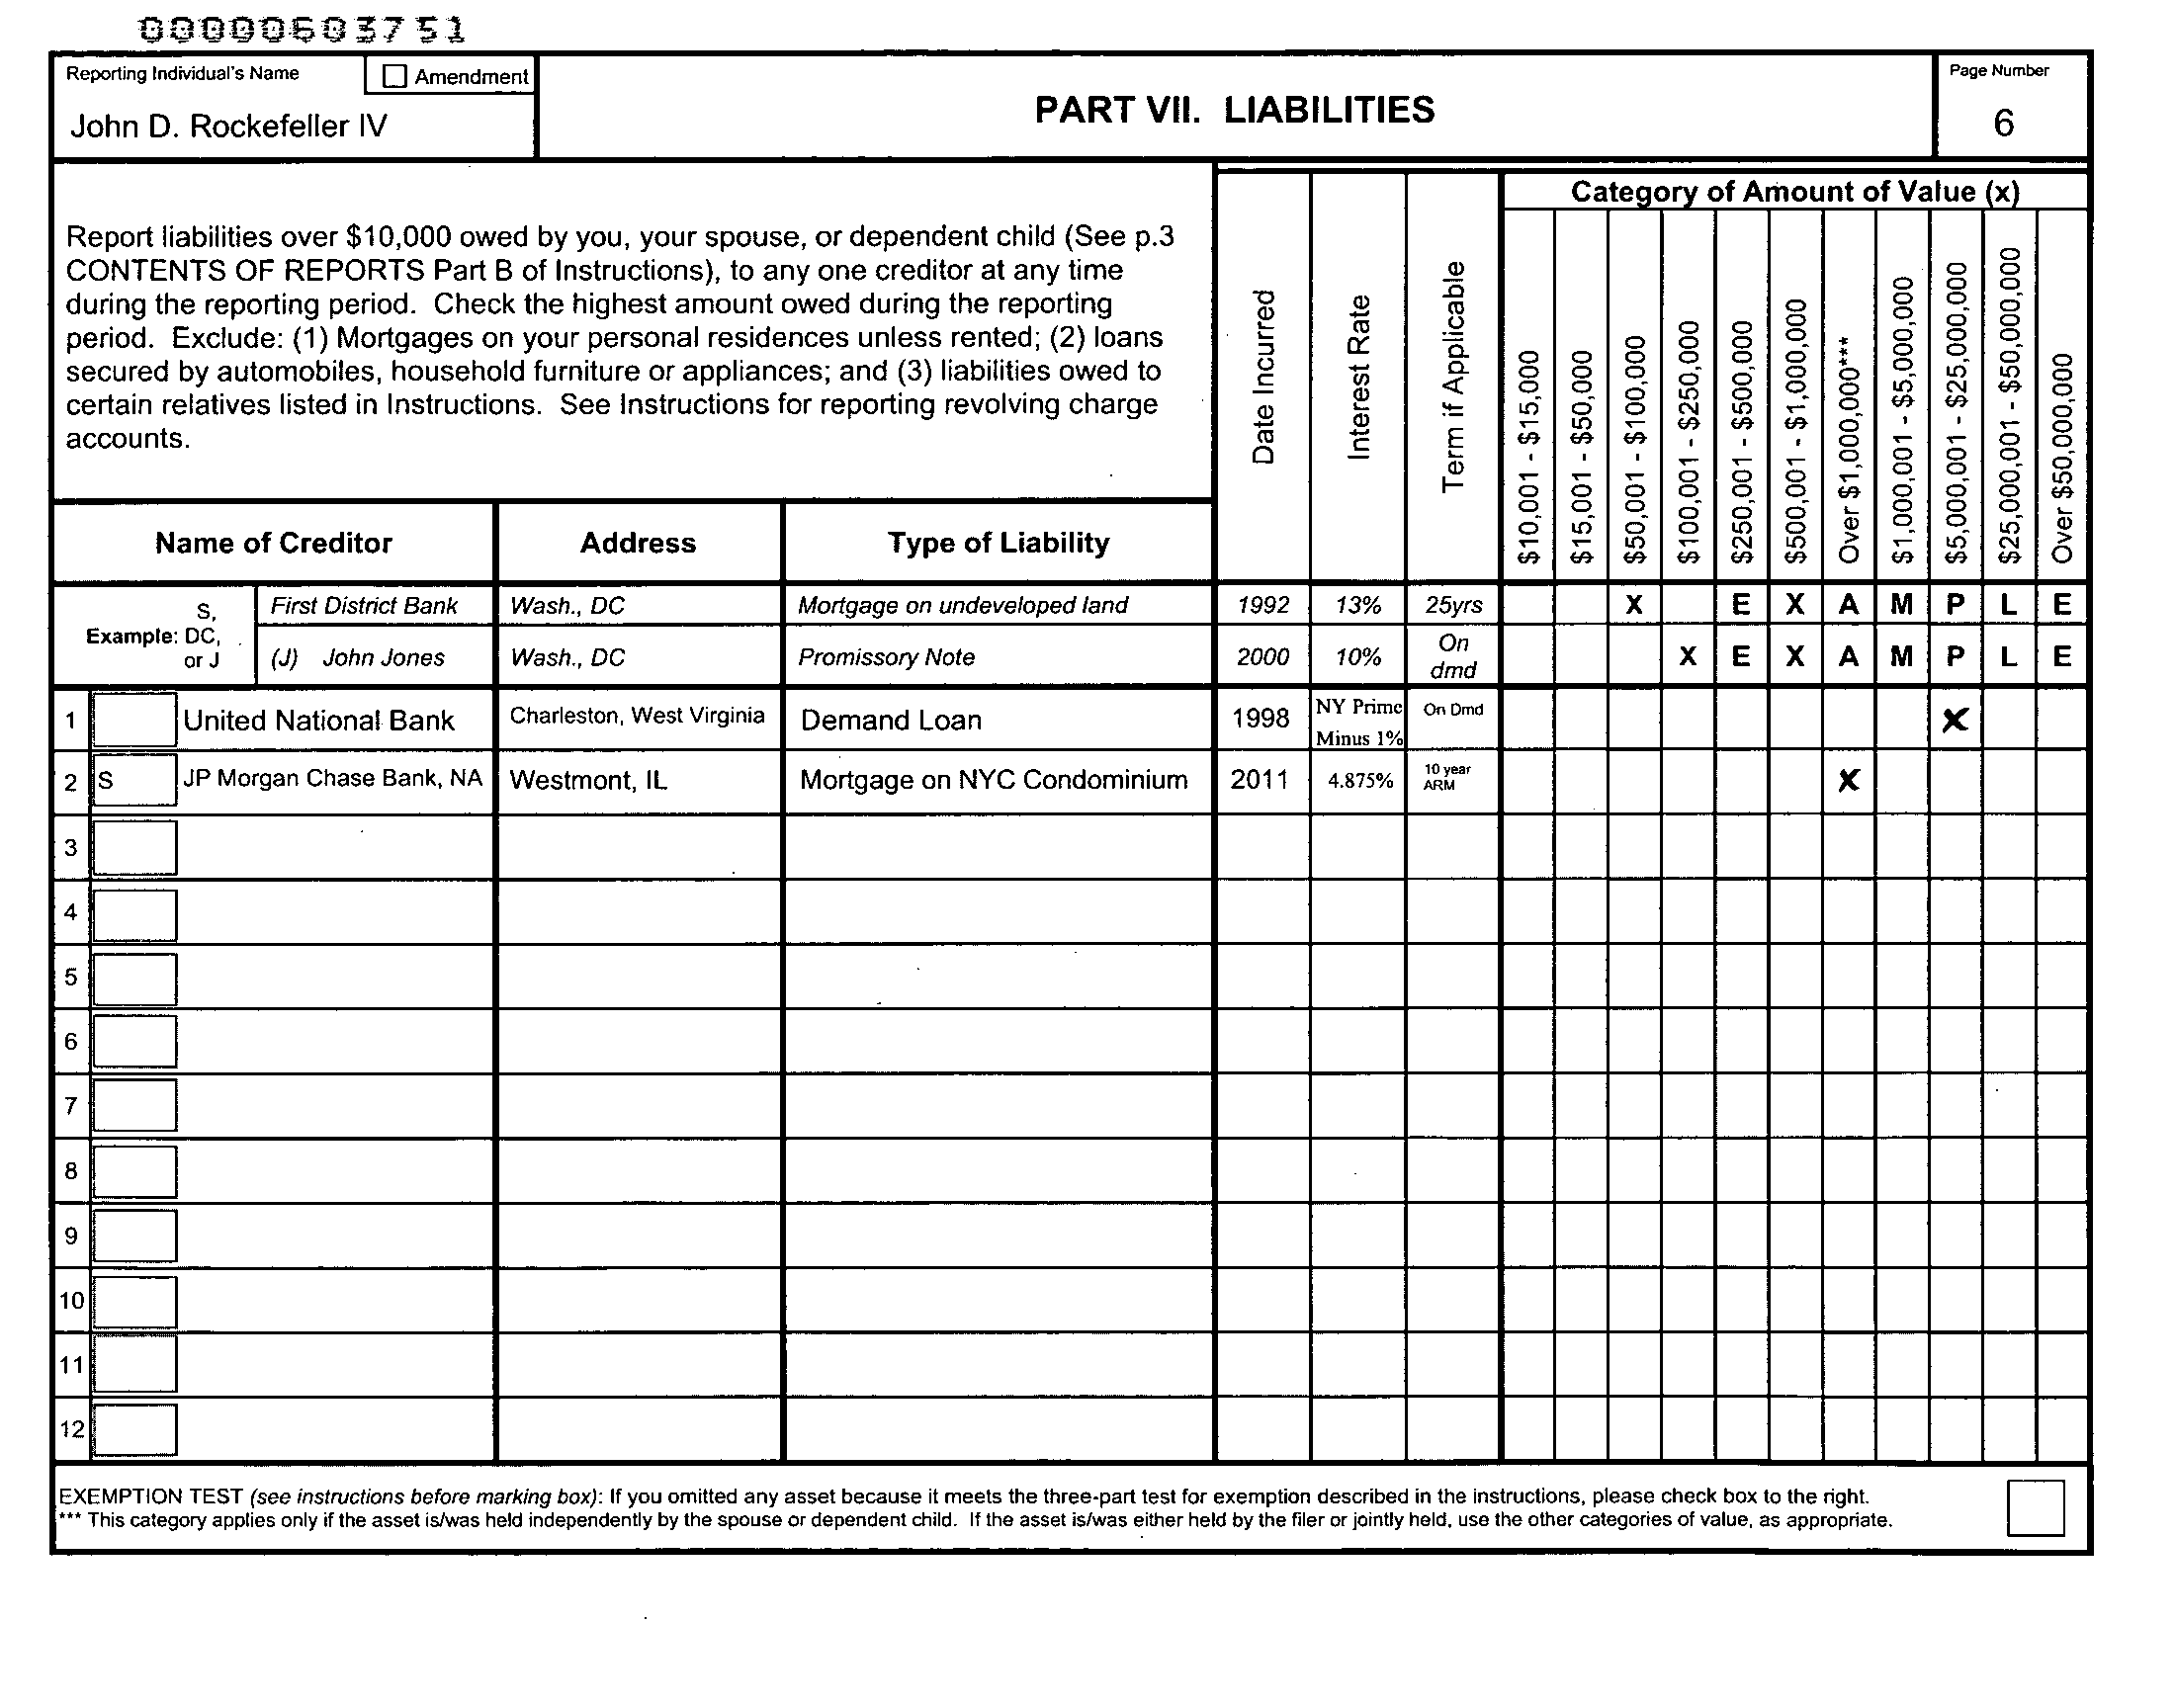 00000603751
Reporting Individual's Name
Amendment
John D. Rockefeller IV
PART VII. LIABILITIES
Page Number
6
Report liabilities over $10,000 owed by you, your spouse, or dependent child (See p.3
CONTENTS OF REPORTS Part B of Instructions), to any one creditor at any time
during the reporting period. Check the highest amount owed during the reporting
period. Exclude: (1) Mortgages on your personal residences unless rented; (2) loans
secured by automobiles, household furniture or appliances; and (3) liabilities owed to
certain relatives listed in Instructions. See Instructions for reporting revolving charge
accounts.
Date Incurred
Interest Rate
Term if Applicable
Category of Amount of Value (x)
$10,001 - $15,000
$15,001 - $50,000
$50,001 - $100,000
$100,001 - $250,000
$250,001 - $500,000
$500,001 - $1,000,000
Over $1,000,000***
$1,000,001 - $5,000,000
$5,000,001 - $25,000,000
$25,000,001 - $50,000,000
Over $50,000,000
Name of Creditor Address Type of Liability
Example: S, DC, or J
First District Bank Wash., DC Mortgage on undeveloped land 1992 13% 25yrs X E X A M P L E
(J) John Jones Wash., DC Promissory Note 2000 10% On dmd X E X A M P L E
1 United National Bank Charleston, West Virginia Demand Loan 1998 NY Prime Minus 1% On Dmd X
2 S JP Morgan Chase Bank, NA Westmont, IL Mortgage on NYC Condominium 2011 4.875% 10 year ARM X
3
4
5
6
7
8
9
10
11
12
EXEMPTION TEST (see instructions before marking box): If you omitted any asset because it meets the three-part test for exemption described in the instructions, please check box to the right.
*** This category applies only if the asset is/was held independently by the spouse or dependent child. If the asset is/was either held by the filer or jointly held, use the other categories of value, as appropriate.